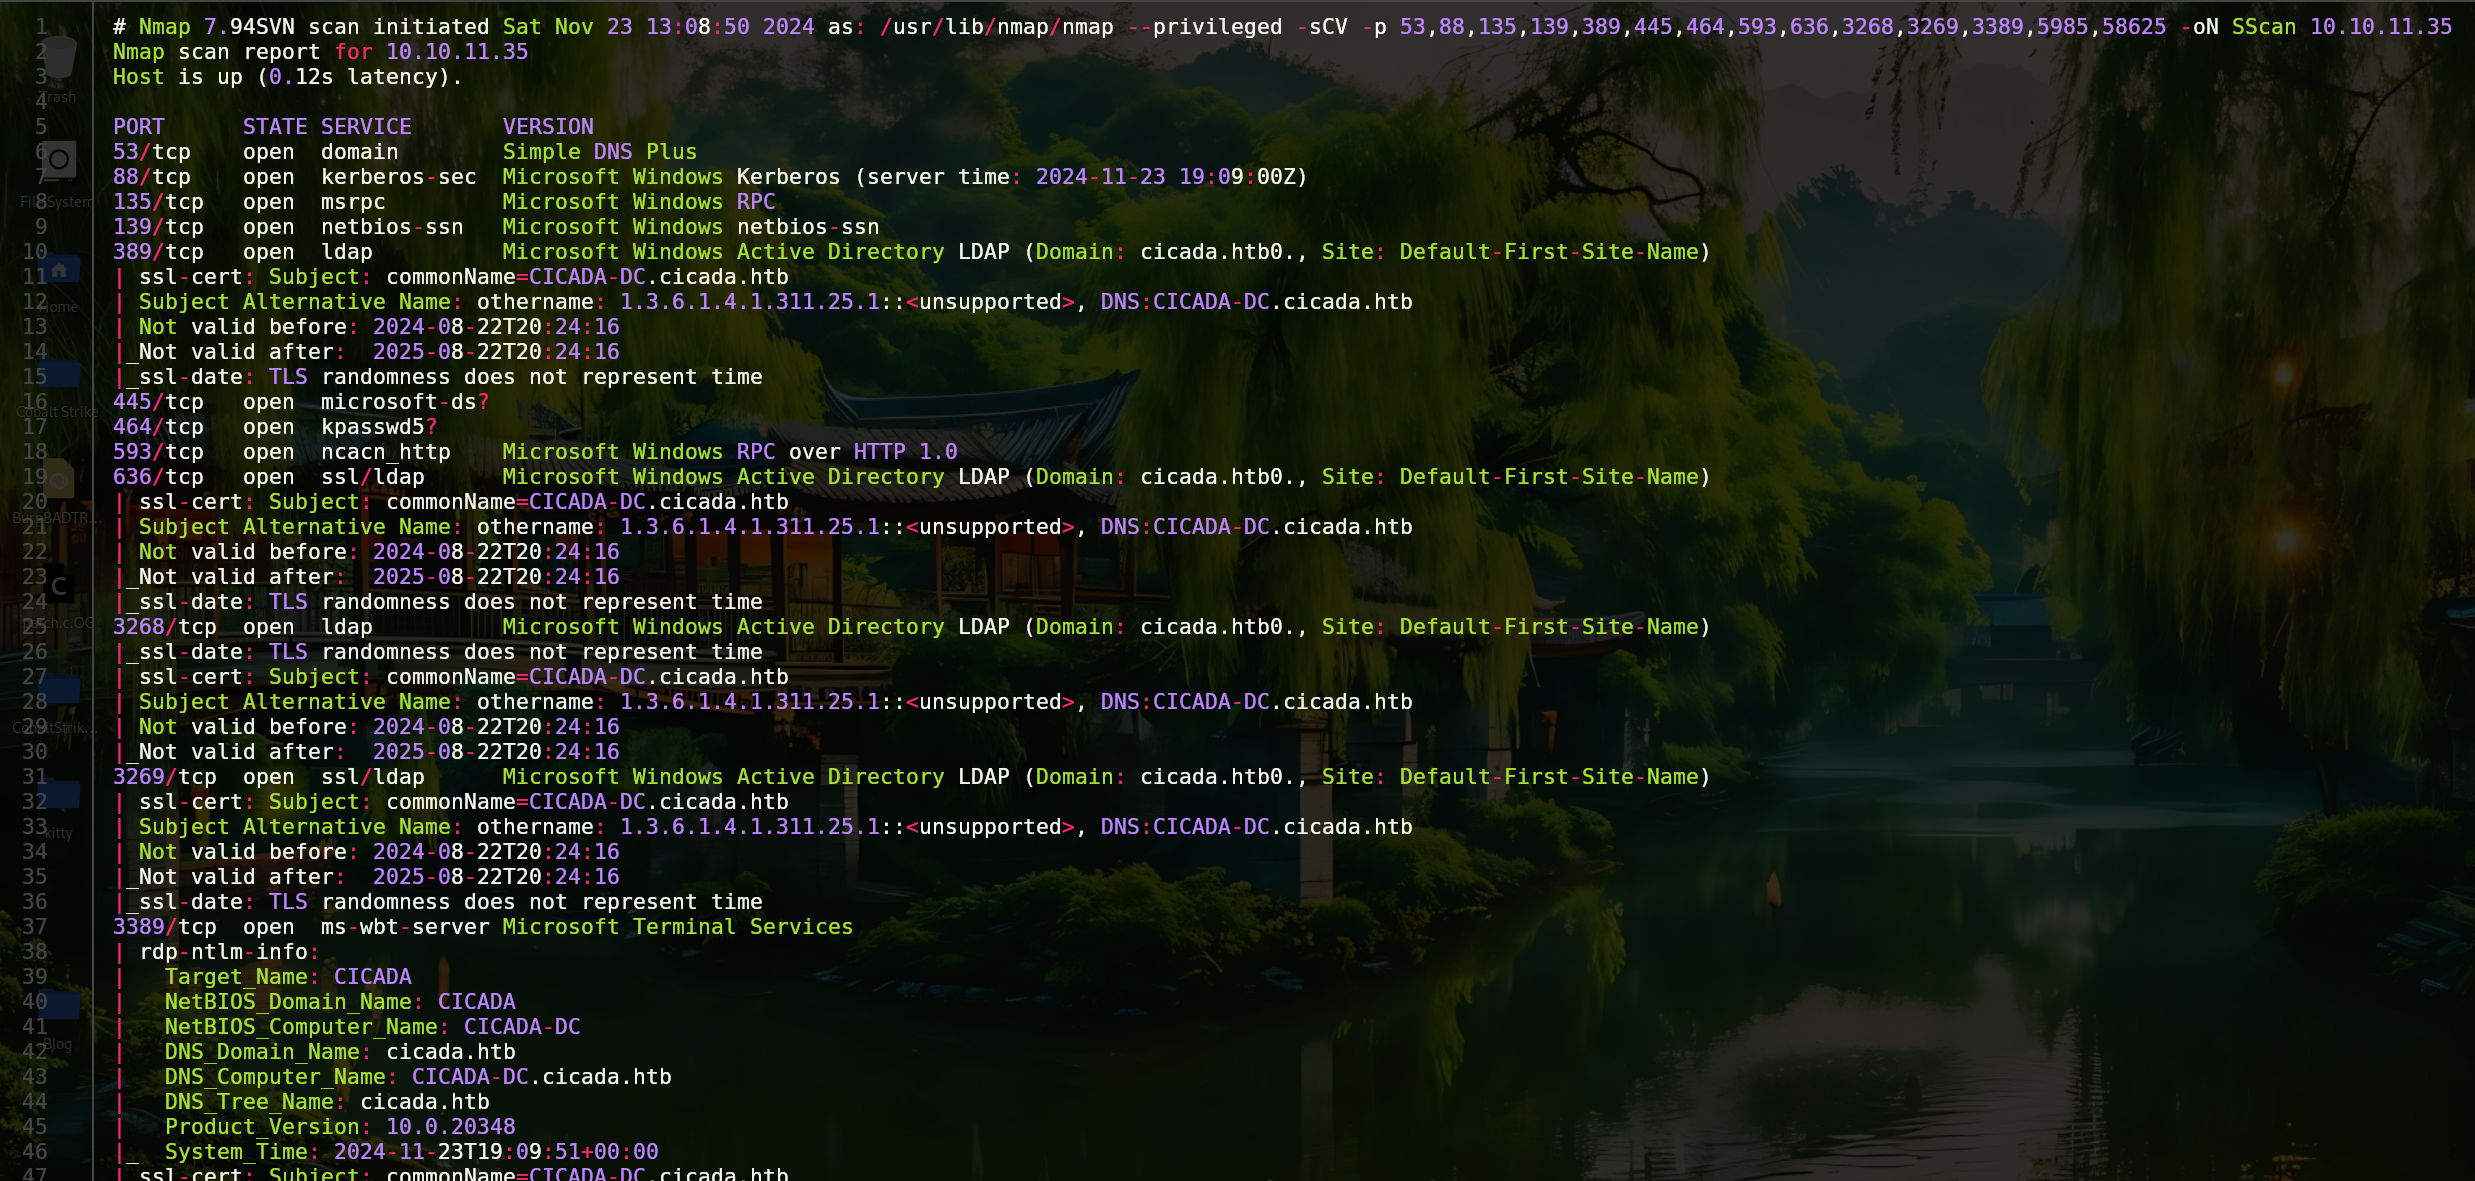 1 # Nmap 7.94SVN scan initiated Sat Nov 23 13:08:50 2024 as: /usr/lib/nmap/nmap --privileged -sCV -p 53,88,135,139,389,445,464,593,636,3268,3269,3389,5985,58625 -oN SScan 10.10.11.35
2 Nmap scan report for 10.10.11.35
3 Host is up (0.12s latency).
4
Trash
5 PORT      STATE SERVICE       VERSION
6 53/tcp    open  domain        Simple DNS Plus
7 88/tcp    open  kerberos-sec  Microsoft Windows Kerberos (server time: 2024-11-23 19:09:00Z)
8 135/tcp   open  msrpc         Microsoft Windows RPC
File System
9 139/tcp   open  netbios-ssn   Microsoft Windows netbios-ssn
10 389/tcp   open  ldap          Microsoft Windows Active Directory LDAP (Domain: cicada.htb0., Site: Default-First-Site-Name)
11 | ssl-cert: Subject: commonName=CICADA-DC.cicada.htb
12 | Subject Alternative Name: othername: 1.3.6.1.4.1.311.25.1::<unsupported>, DNS:CICADA-DC.cicada.htb
Home
13 | Not valid before: 2024-08-22T20:24:16
14 |_Not valid after:  2025-08-22T20:24:16
15 |_ssl-date: TLS randomness does not represent time
16 445/tcp   open  microsoft-ds?
Cobalt Strike
17 464/tcp   open  kpasswd5?
18 593/tcp   open  ncacn_http    Microsoft Windows RPC over HTTP 1.0
19 636/tcp   open  ssl/ldap      Microsoft Windows Active Directory LDAP (Domain: cicada.htb0., Site: Default-First-Site-Name)
20 | ssl-cert: Subject: commonName=CICADA-DC.cicada.htb
21 | Subject Alternative Name: othername: 1.3.6.1.4.1.311.25.1::<unsupported>, DNS:CICADA-DC.cicada.htb
22 | Not valid before: 2024-08-22T20:24:16
23 |_Not valid after:  2025-08-22T20:24:16
24 |_ssl-date: TLS randomness does not represent time
25 3268/tcp  open  ldap          Microsoft Windows Active Directory LDAP (Domain: cicada.htb0., Site: Default-First-Site-Name)
26 |_ssl-date: TLS randomness does not represent time
27 | ssl-cert: Subject: commonName=CICADA-DC.cicada.htb
28 | Subject Alternative Name: othername: 1.3.6.1.4.1.311.25.1::<unsupported>, DNS:CICADA-DC.cicada.htb
29 | Not valid before: 2024-08-22T20:24:16
CobaltStrik...
30 |_Not valid after:  2025-08-22T20:24:16
31 3269/tcp  open  ssl/ldap      Microsoft Windows Active Directory LDAP (Domain: cicada.htb0., Site: Default-First-Site-Name)
32 | ssl-cert: Subject: commonName=CICADA-DC.cicada.htb
33 | Subject Alternative Name: othername: 1.3.6.1.4.1.311.25.1::<unsupported>, DNS:CICADA-DC.cicada.htb
kitty
34 | Not valid before: 2024-08-22T20:24:16
35 |_Not valid after:  2025-08-22T20:24:16
36 |_ssl-date: TLS randomness does not represent time
37 3389/tcp  open  ms-wbt-server Microsoft Terminal Services
38 | rdp-ntlm-info:
39 |   Target_Name: CICADA
40 |   NetBIOS_Domain_Name: CICADA
41 |   NetBIOS_Computer_Name: CICADA-DC
42 |   DNS_Domain_Name: cicada.htb
Blog
43 |   DNS_Computer_Name: CICADA-DC.cicada.htb
44 |   DNS_Tree_Name: cicada.htb
45 |   Product_Version: 10.0.20348
46 |_  System_Time: 2024-11-23T19:09:51+00:00
47 | ssl-cert: Subject: commonName=CICADA-DC.cicada.htb